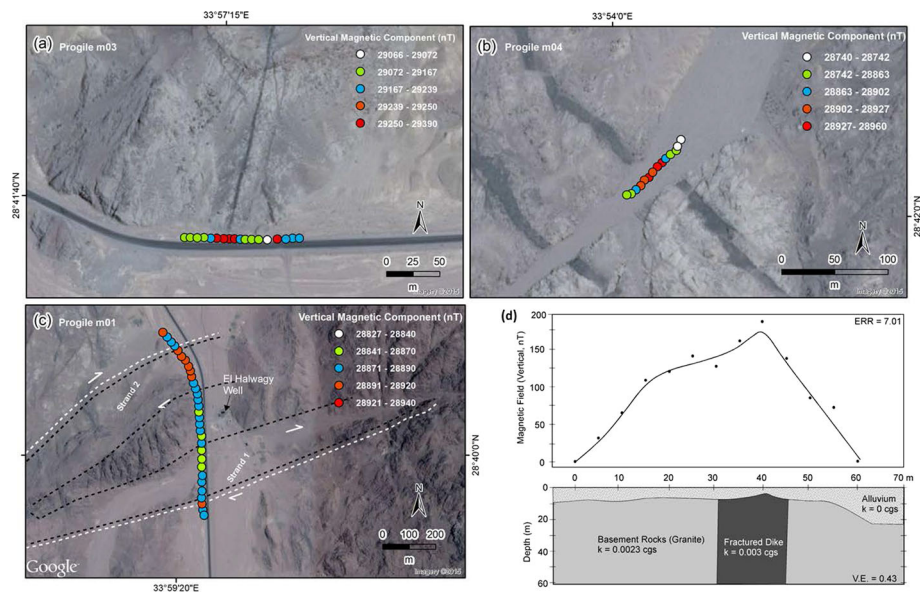 33°57'15"E
(a)
Progile m03
Vertical Magnetic Component (nT)
29066 - 29072
29072 - 29167
29167 - 29239
29239 - 29250
29250 - 29390
28°41'40"N
N
0 25 50
m
Imagery ©2015
33°54'0"E
(b)
Progile m04
Vertical Magnetic Component (nT)
28740 - 28742
28742 - 28863
28863 - 28902
28902 - 28927
28927 - 28960
28°42'0"N
N
0 50 100
m
Imagery ©2015
(c)
Progile m01
Vertical Magnetic Component (nT)
28827 - 28840
28841 - 28870
28871 - 28890
28891 - 28920
28921 - 28940
Strand 2
El Halwagy
Well
Strand 1
28°40'0"N
N
0 100 200
m
Google
Imagery ©2015
33°59'20"E
(d)
ERR = 7.01
Magnetic Field (Vertical, nT)
200
150
100
50
0
0 10 20 30 40 50 60 70 m
Depth (m)
0
20
40
60
Alluvium
k = 0 cgs
Basement Rocks (Granite)
k = 0.0023 cgs
Fractured Dike
k = 0.003 cgs
V.E. = 0.43